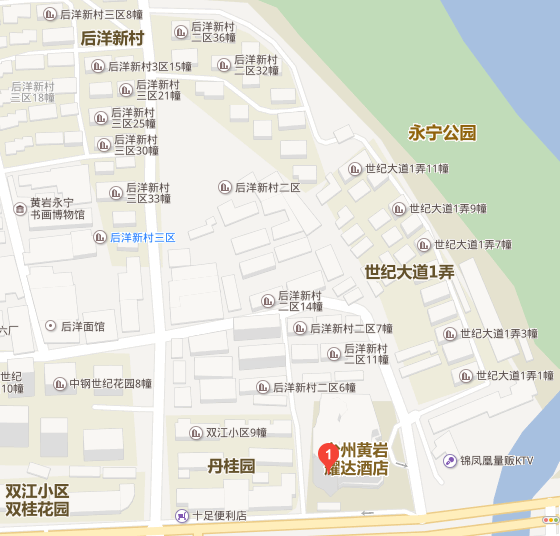 后洋新村三区8幢
后洋新村
后洋新村
二区36幢
后洋新村3区15幢
后洋新村
二区32幢
后洋新村
三区18幢
后洋新村
三区21幢
后洋新村
三区25幢
永宁公园
后洋新村
三区30幢
世纪大道1弄11幢
后洋新村
三区33幢
后洋新村二区
黄岩永宁
书画博物馆
世纪大道1弄9幢
后洋新村三区
世纪大道1弄7幢
世纪大道1弄
后洋新村
二区14幢
六厂
后洋面馆
后洋新村二区7幢
世纪大道1弄3幢
后洋新村
二区11幢
世纪
10幢
中钢世纪花园8幢
后洋新村二区6幢
世纪大道1弄1幢
双江小区9幢
1
州黄岩
耀达酒店
丹桂园
锦凤凰量贩KTV
双江小区
双桂花园
十足便利店